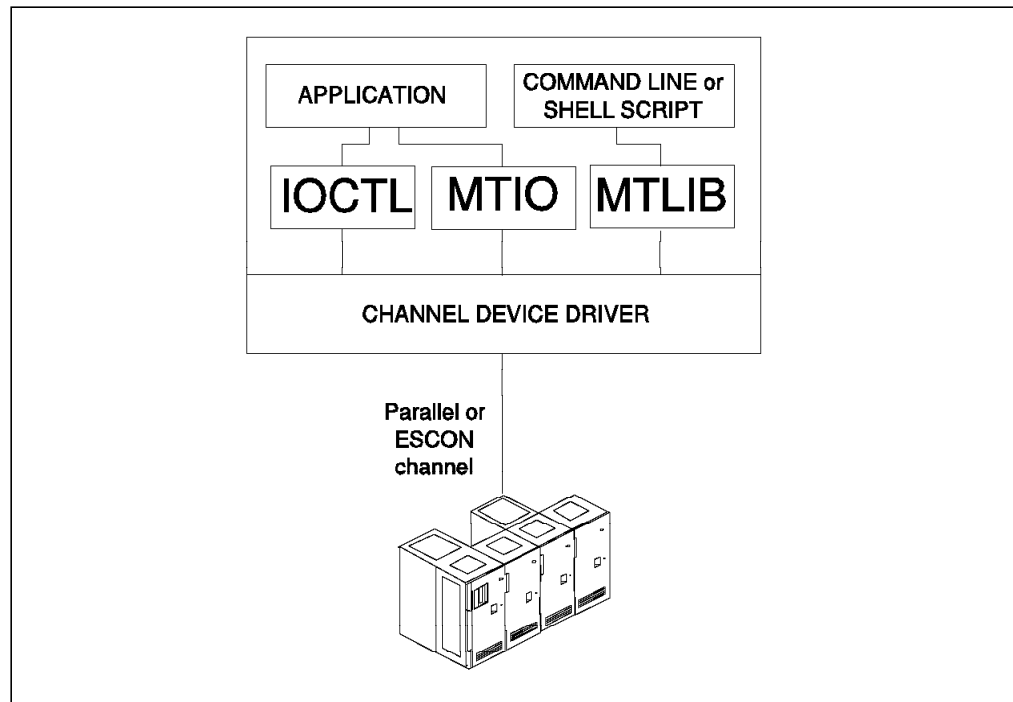 APPLICATION
COMMAND LINE or
SHELL SCRIPT
IOCTL
MTIO
MTLIB
CHANNEL DEVICE DRIVER
Parallel or
ESCON
channel